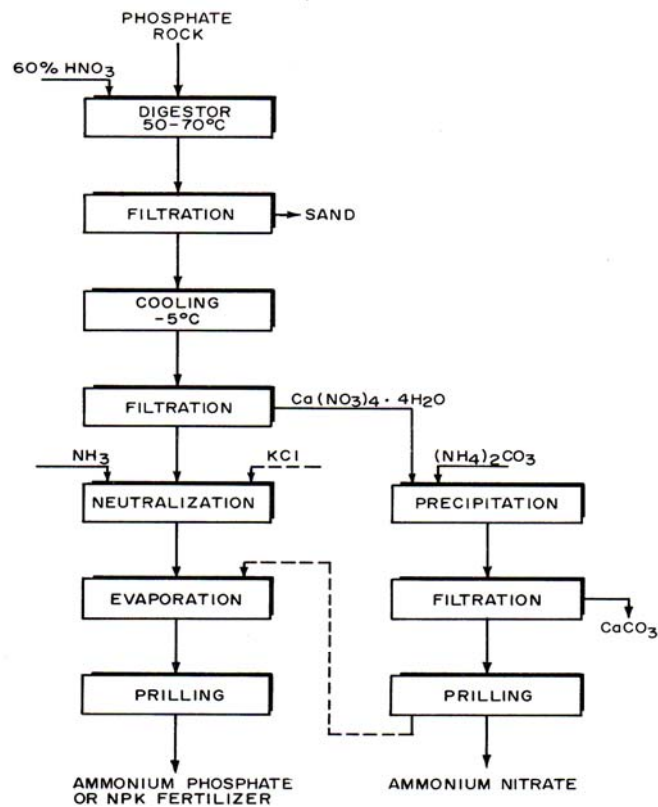 PHOSPHATE
ROCK
60% HNO3
DIGESTOR
50-70°C
FILTRATION
SAND
COOLING
-5°C
FILTRATION
Ca(NO3)4 · 4H2O
NH3
KCl
(NH4)2CO3
NEUTRALIZATION
PRECIPITATION
EVAPORATION
FILTRATION
CaCO3
PRILLING
PRILLING
AMMONIUM PHOSPHATE
OR NPK FERTILIZER
AMMONIUM NITRATE